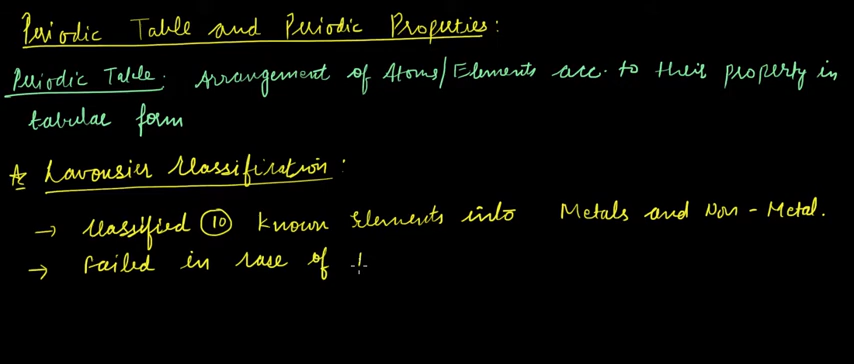 Periodic Table and Periodic Properties:
Periodic Table: Arrangement of Atoms/Elements acc. to their property in
tabular form
* Lavousier Classification:
→ Classified 10 known Elements into Metals and Non-Metal.
→ Failed in case of